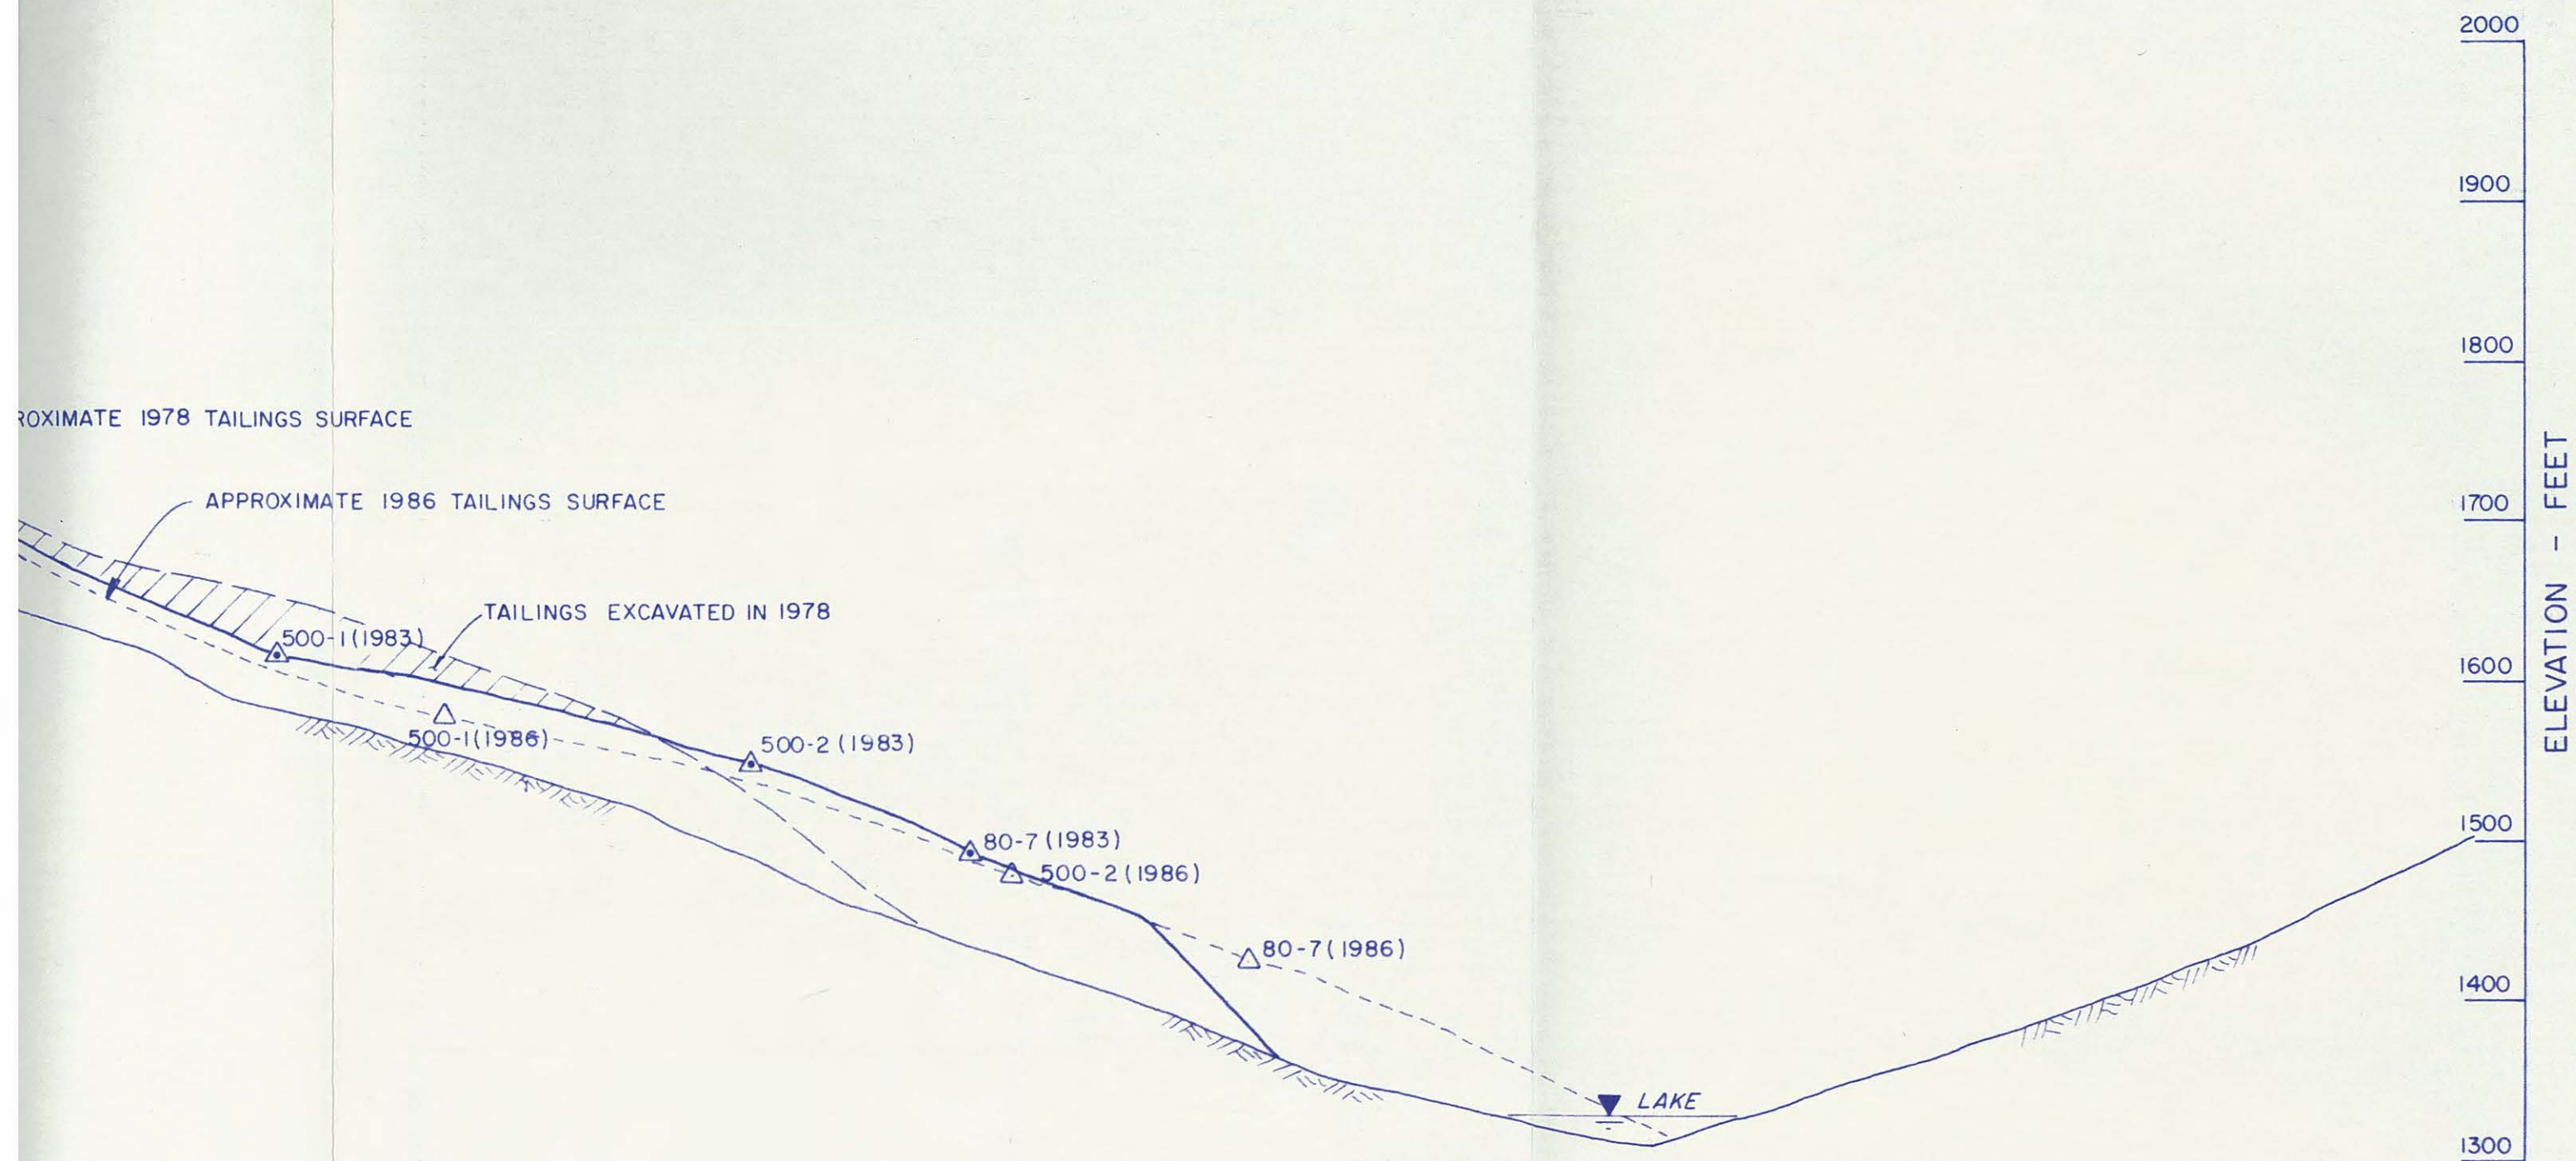 2000
1900
1800
ROXIMATE 1978 TAILINGS SURFACE
ELEVATION - FEET
APPROXIMATE 1986 TAILINGS SURFACE
1700
TAILINGS EXCAVATED IN 1978
500-1(1983)
1600
500-1(1986)
500-2 (1983)
1500
80-7 (1983)
500-2 (1986)
80-7 (1986)
1400
LAKE
1300